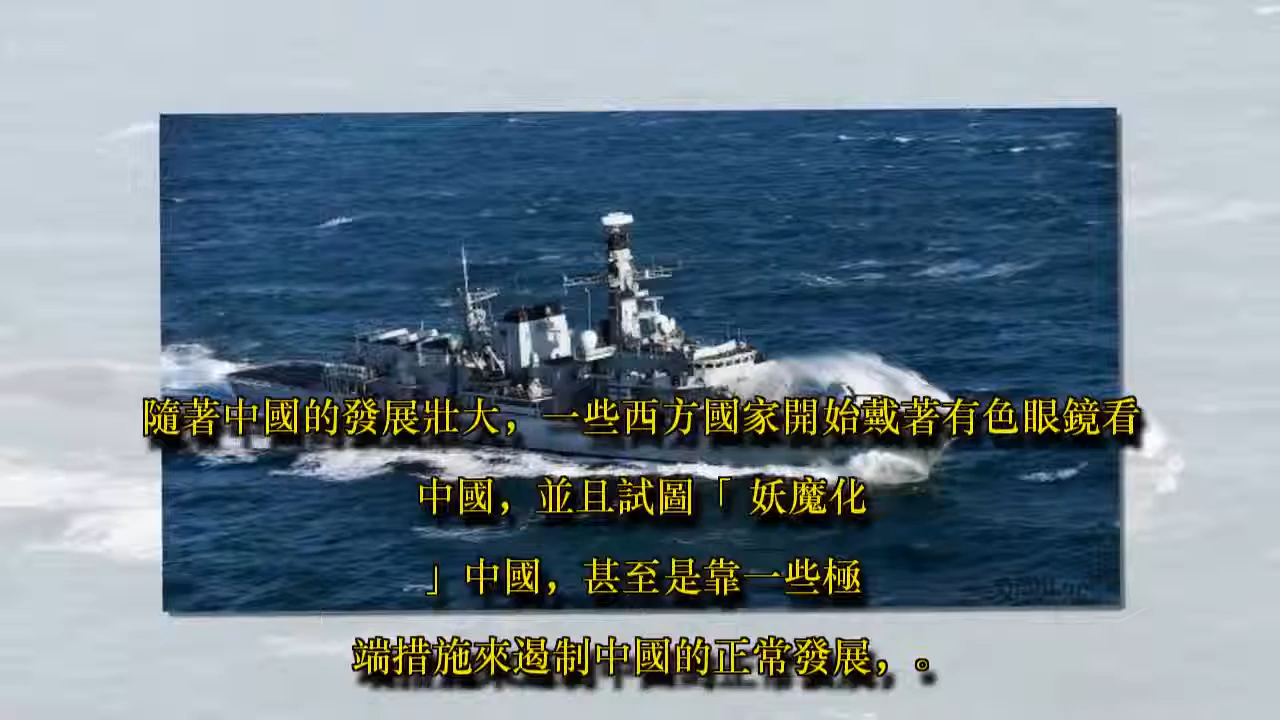 隨著中國的發展壯大，一些西方國家開始戴著有色眼鏡看
中國，並且試圖「 妖魔化
」中國，甚至是靠一些極
端措施來遏制中國的正常發展，。